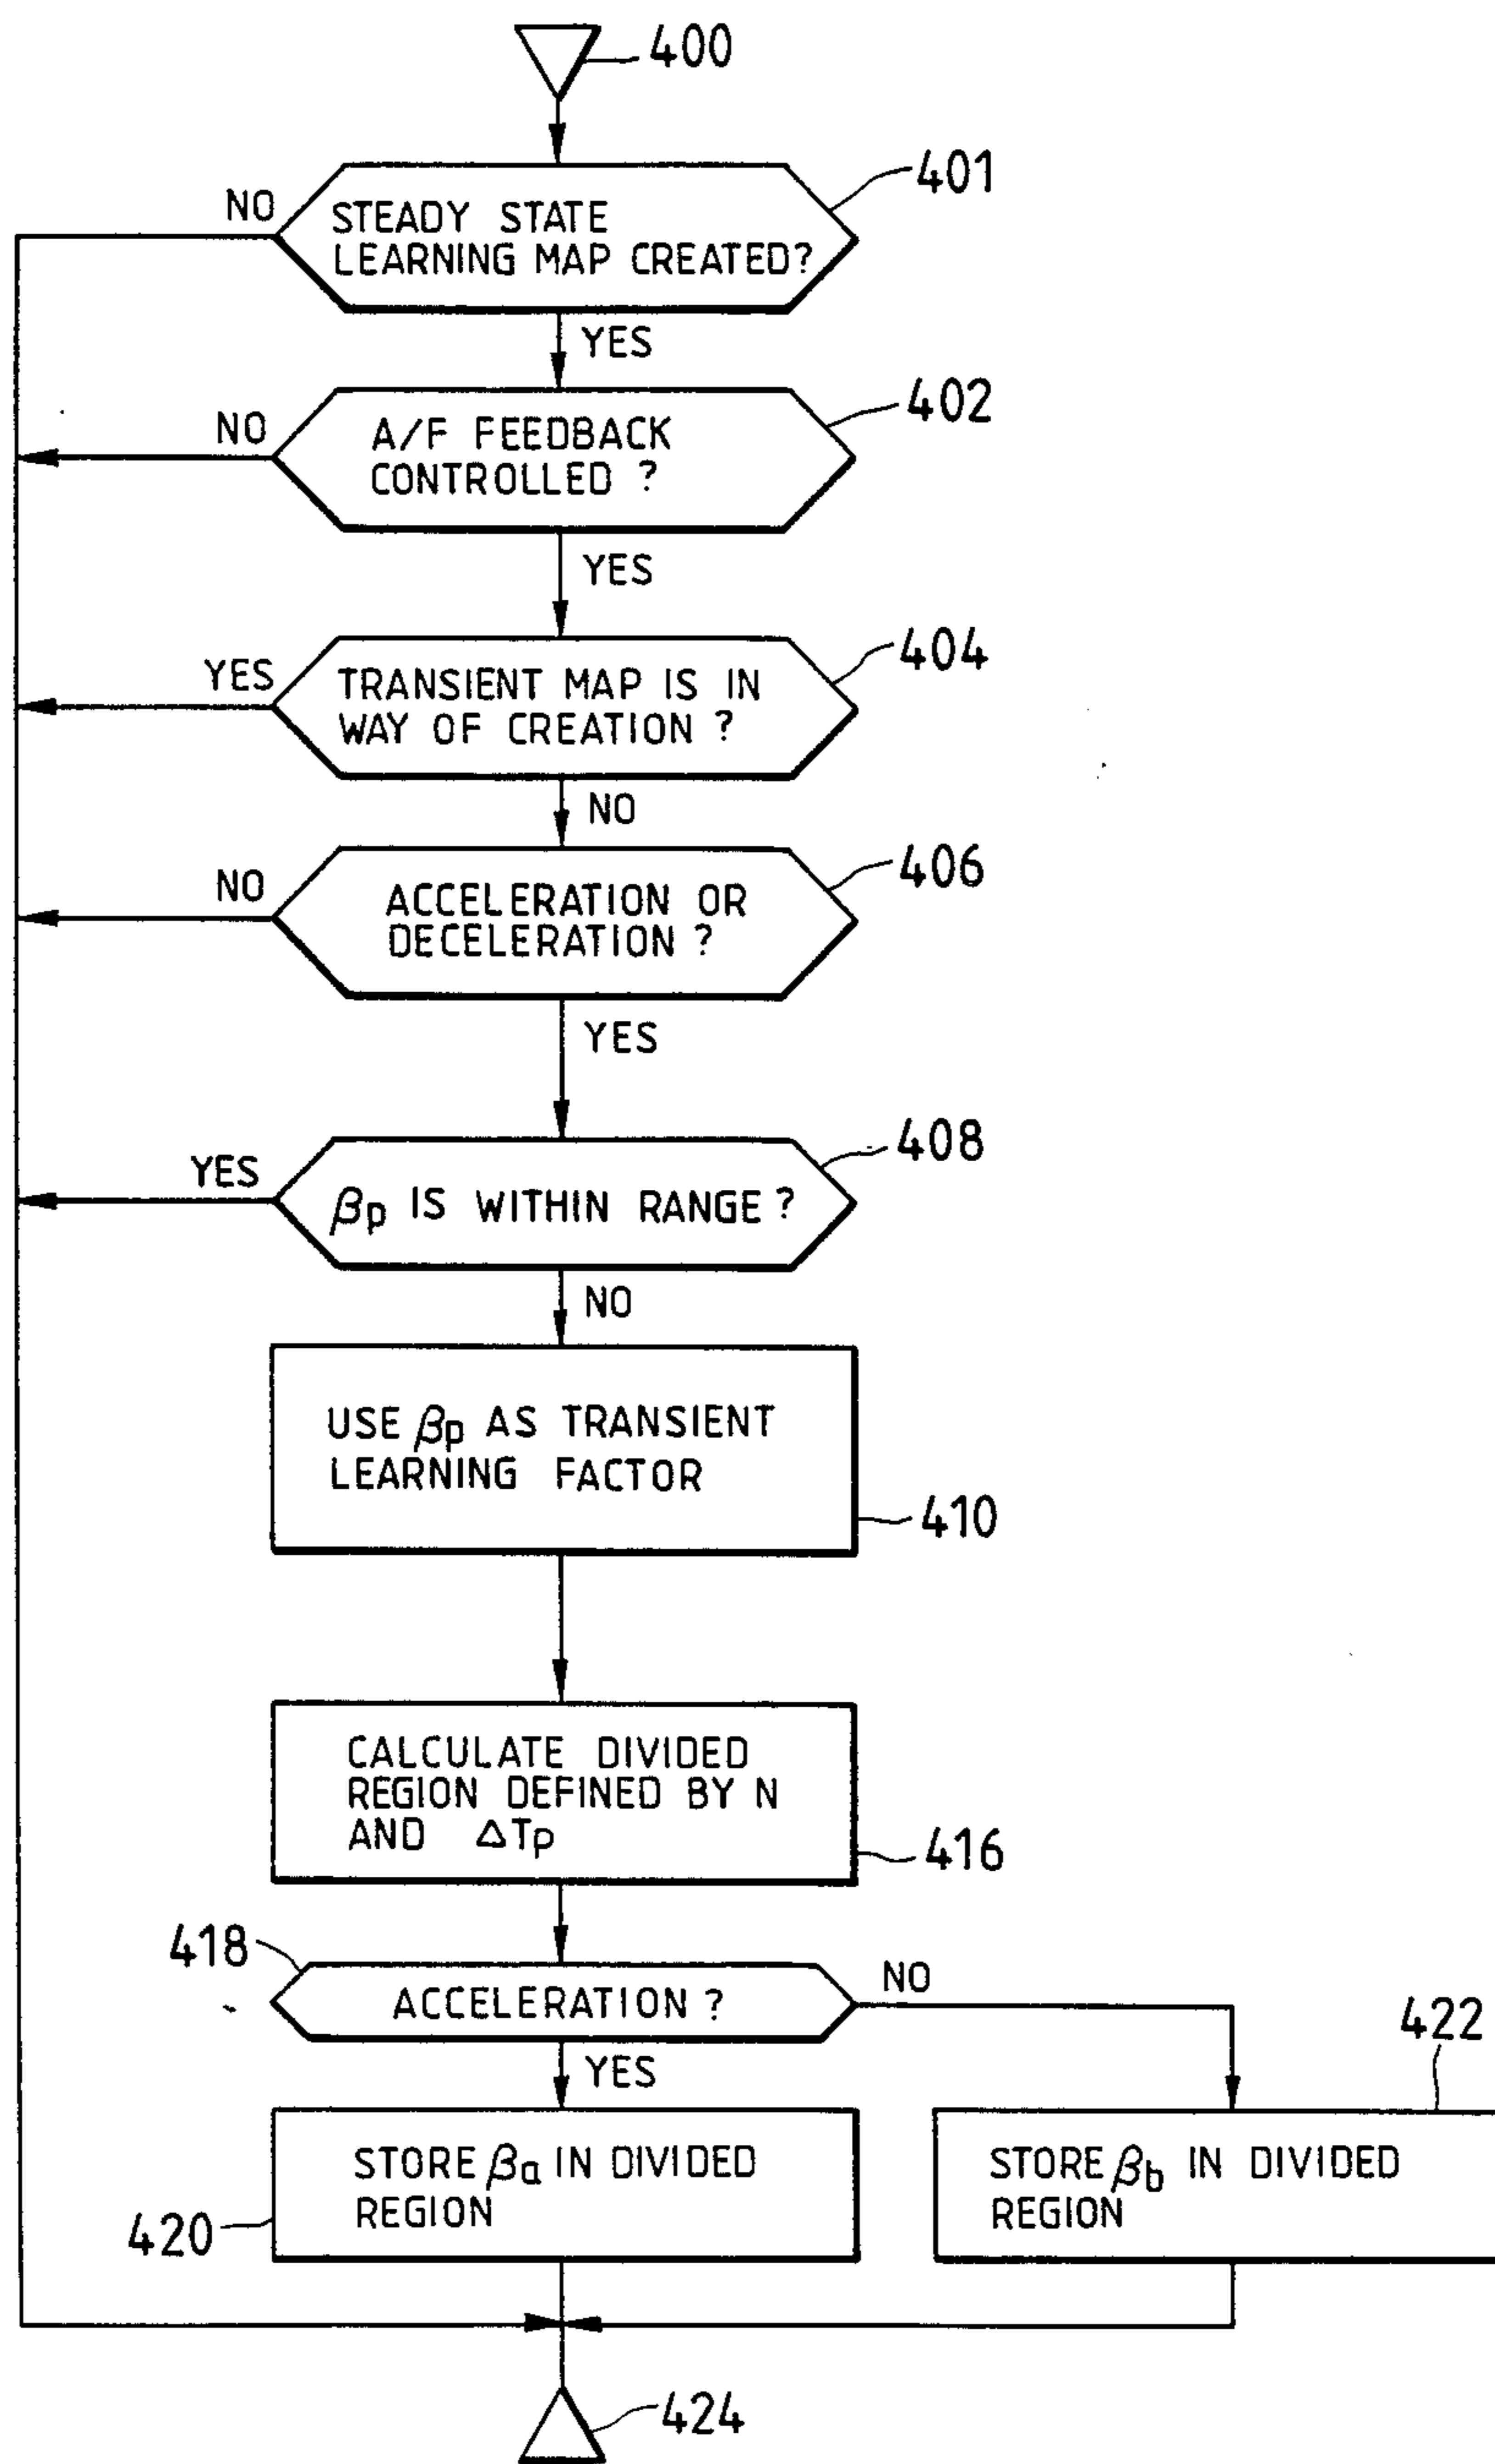 400
401
NO
STEADY STATE
LEARNING MAP CREATED?
YES
402
NO
A/F FEEDBACK
CONTROLLED ?
YES
404
YES
TRANSIENT MAP IS IN
WAY OF CREATION ?
NO
406
NO
ACCELERATION OR
DECELERATION ?
YES
408
YES
βp IS WITHIN RANGE ?
NO
USE βp AS TRANSIENT
LEARNING FACTOR
410
CALCULATE DIVIDED
REGION DEFINED BY N
AND ΔTp
416
418
ACCELERATION ?
NO
YES
422
STORE βa IN DIVIDED
REGION
420
STORE βb IN DIVIDED
REGION
424